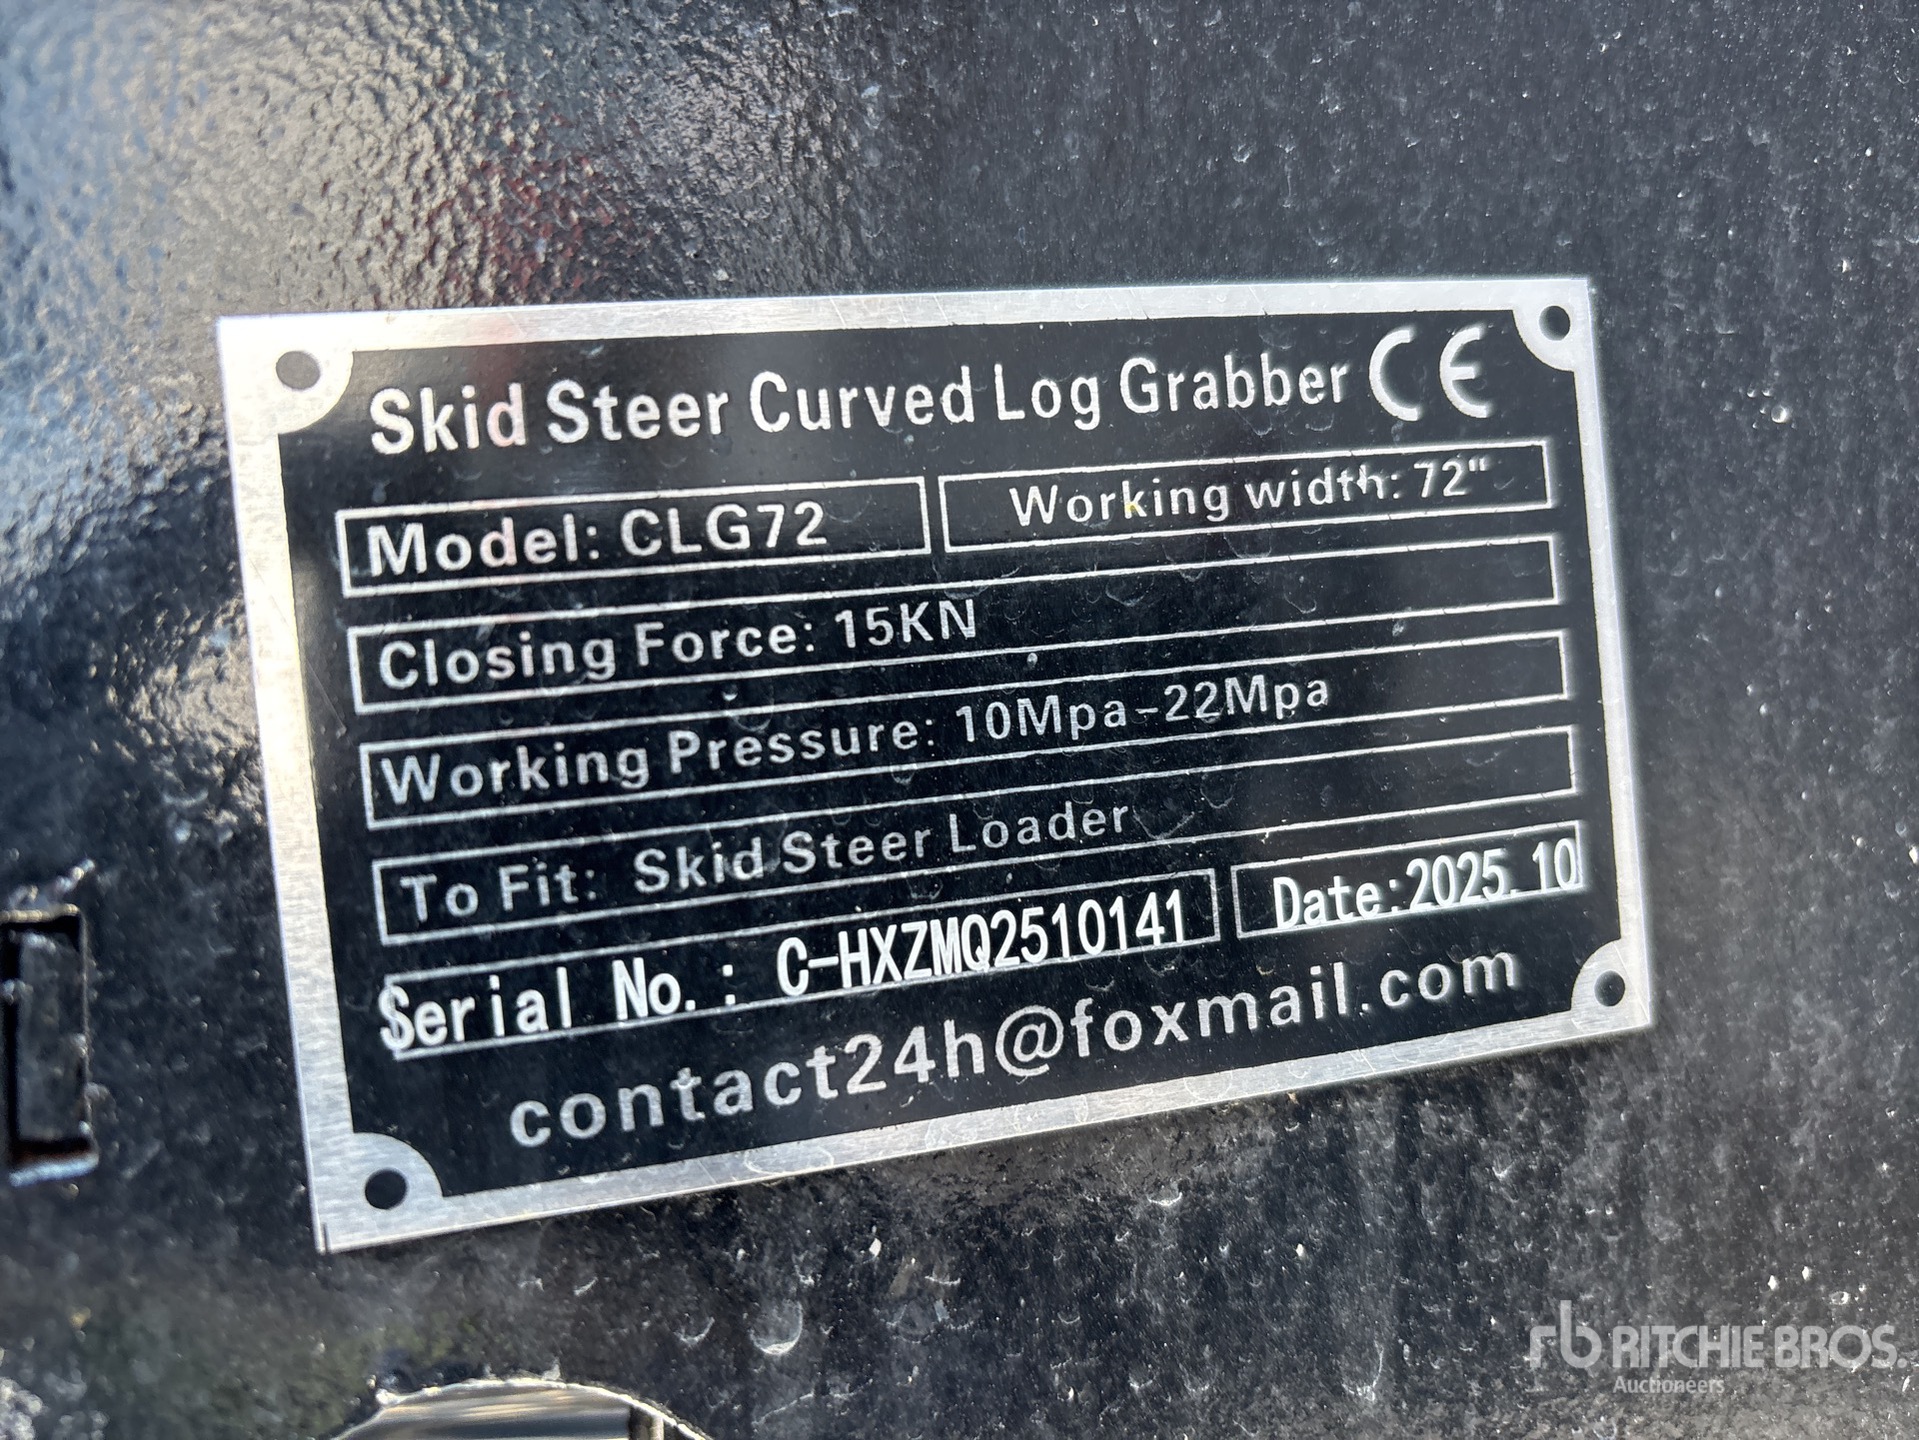 Skid Steer Curved Log Grabber CE
Model: CLG72
Working width: 72"
Closing Force: 15KN
Working Pressure: 10Mpa-22Mpa
To Fit: Skid Steer Loader
Serial No.: C-HXZMQ2510141
Date:2025.10
contact24h@foxmail.com
rb RITCHIE BROS.
Auctioneers